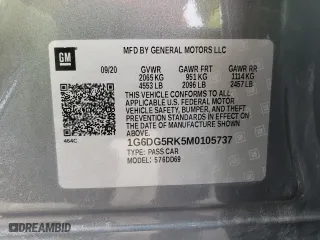 GM
MFD BY GENERAL MOTORS LLC
09/20 GVWR GAWR FRT GAWR RR
2065 KG 951 KG 1114 KG
4553 LB 2096 LB 2457 LB
THIS VEHICLE CONFORMS TO ALL
APPLICABLE U.S. FEDERAL MOTOR
VEHICLE SAFETY, BUMPER, AND THEFT
PREVENTION STANDARDS IN EFFECT
ON THE DATE OF MANUFACTURE
SHOWN ABOVE.
464C
1G6DG5RK5M0105737
TYPE: PASS CAR
MODEL: 576DD69
DREAMBID